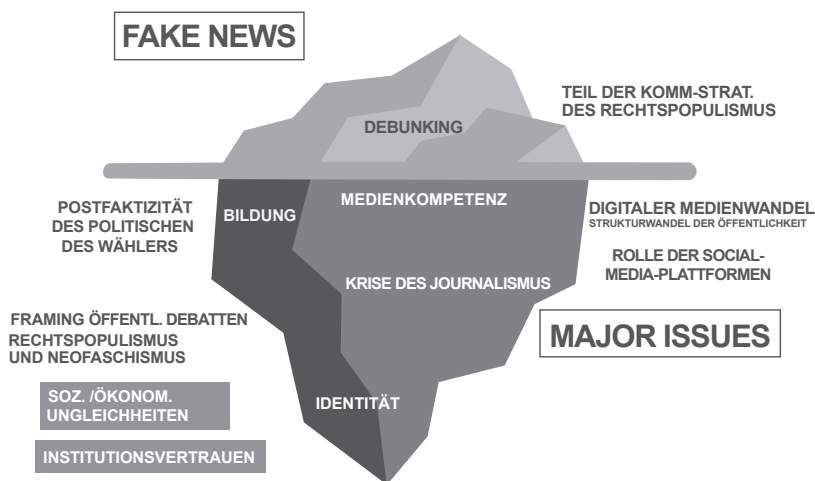 FAKE NEWS
TEIL DER KOMM-STRAT.
DES RECHTSPOPULISMUS
DEBUNKING
POSTFAKTIZITÄT
DES POLITISCHEN
DES WÄHLERS
BILDUNG
MEDIENKOMPETENZ
DIGITALER MEDIENWANDEL
STRUKTURWANDEL DER ÖFFENTLICHKEIT
ROLLE DER SOCIAL-
MEDIA-PLATTFORMEN
KRISE DES JOURNALISMUS
FRAMING ÖFFENTL. DEBATTEN
RECHTSPOPULISMUS
UND NEOFASCHISMUS
MAJOR ISSUES
SOZ. /ÖKONOM.
UNGLEICHHEITEN
IDENTITÄT
INSTITUTIONSVERTRAUEN